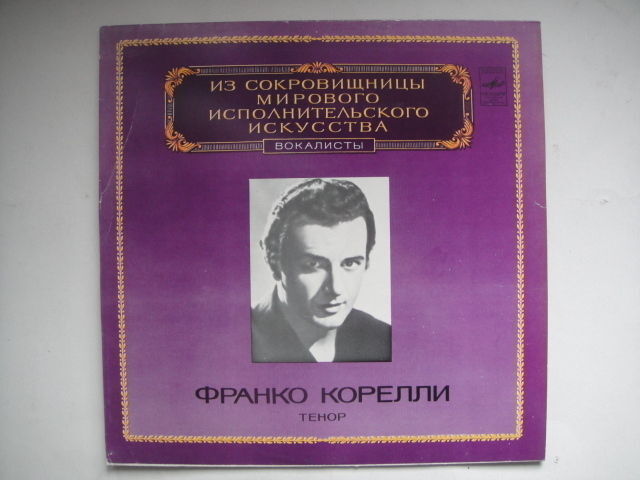 ИЗ СОКРОВИЩНИЦЫ
МИРОВОГО
ИСПОЛНИТЕЛЬСКОГО
ИСКУССТВА
ВОКАЛИСТЫ
ФРАНКО КОРЕЛЛИ
ТЕНОР